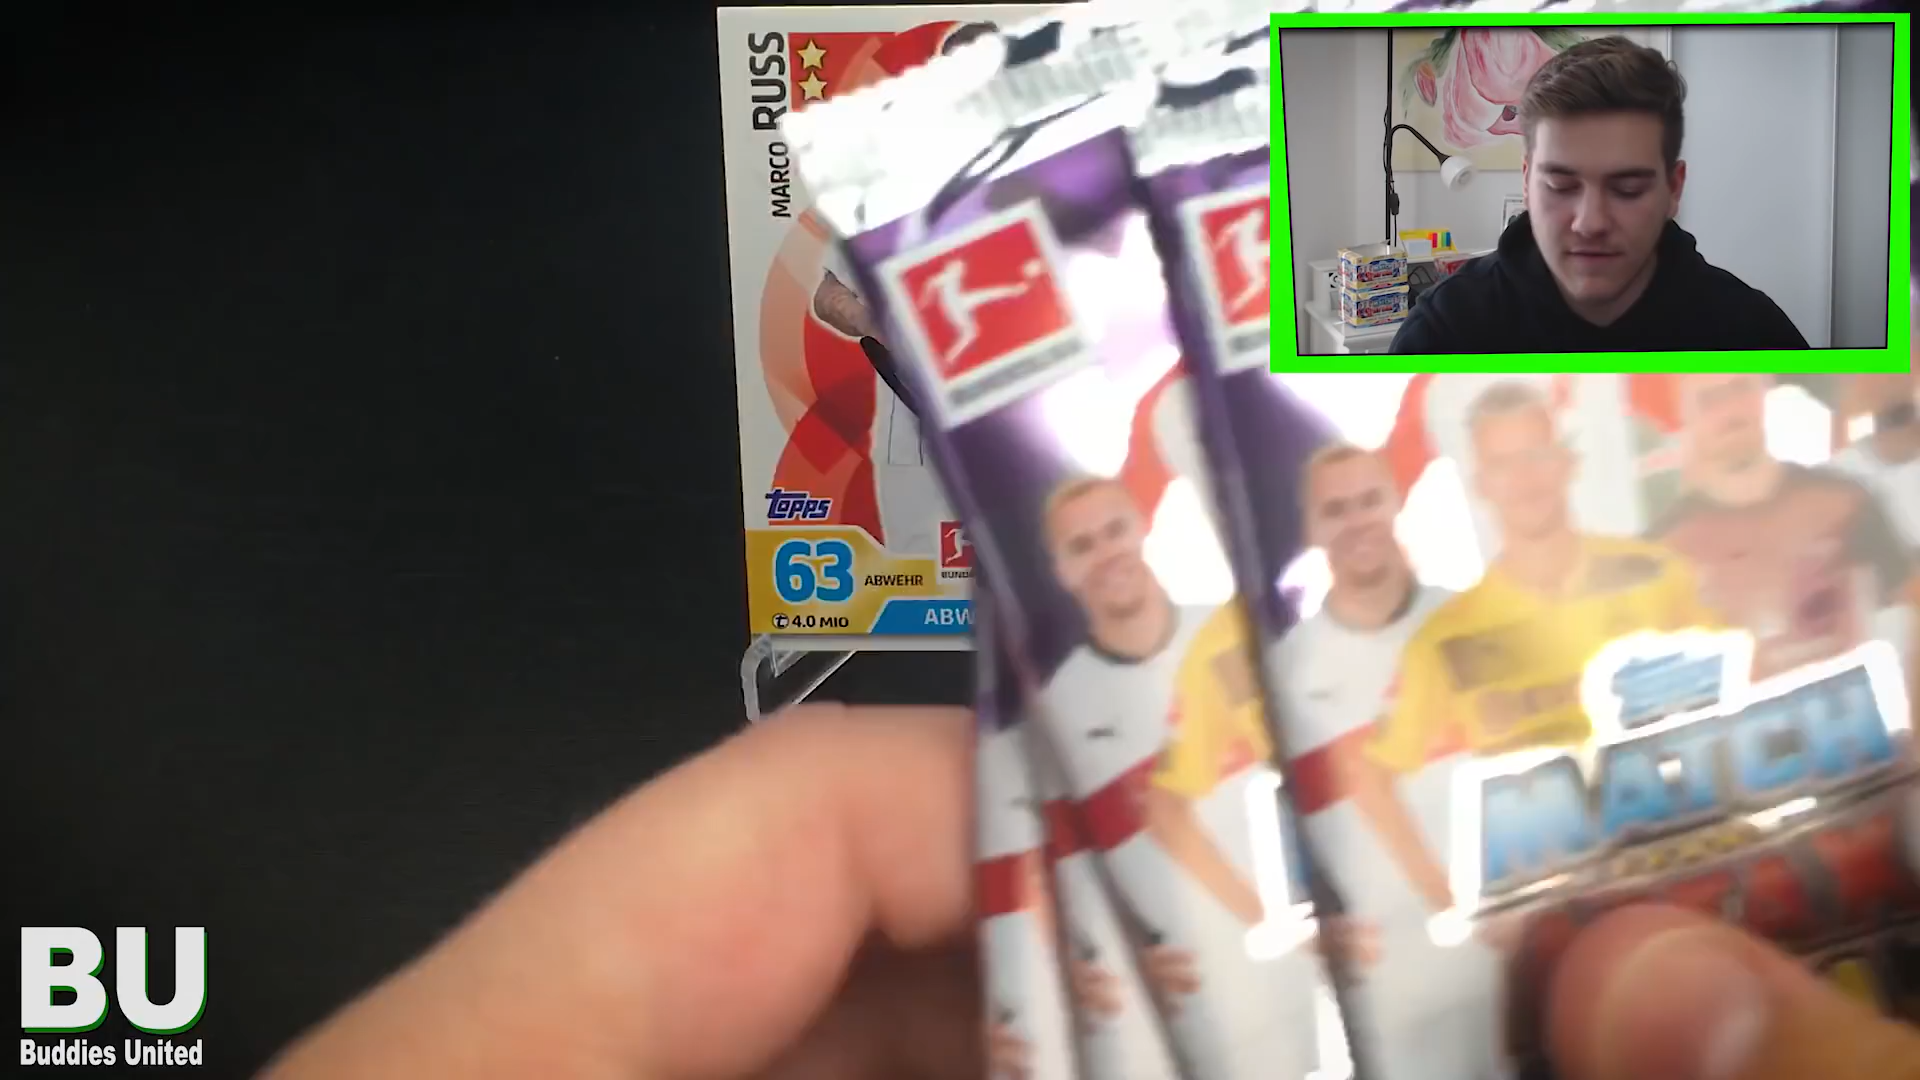 MARCO RUSS
TOPPS
63 ABWEHR
4.0 MIO
ABW
MATCH
BU
Buddies United